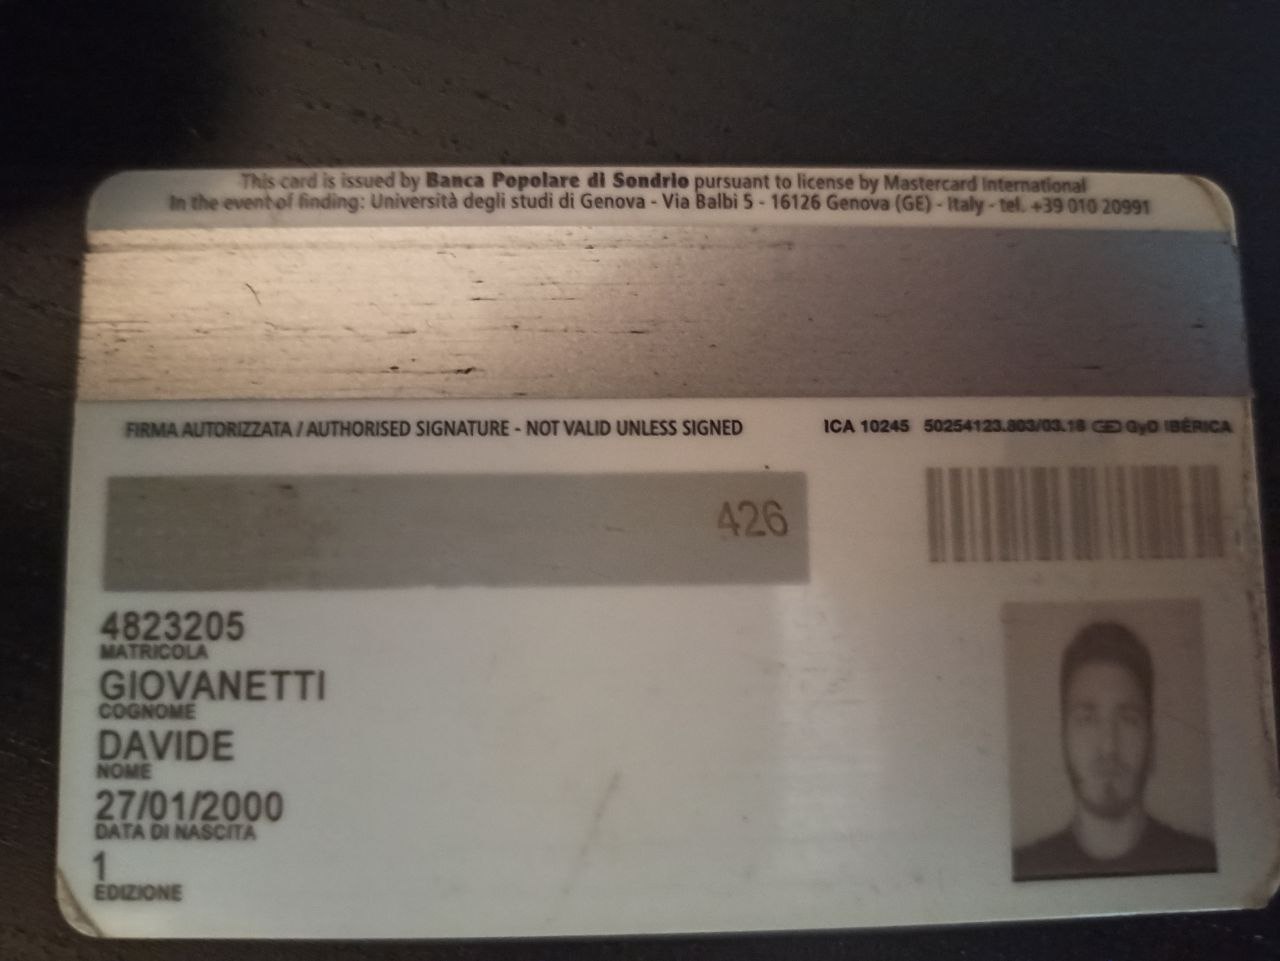 This card is issued by Banca Popolare di Sondrio pursuant to license by Mastercard International
In the event of finding: Università degli studi di Genova - Via Balbi 5 - 16126 Genova (GE) - Italy - tel. +39 010 20991
FIRMA AUTORIZZATA / AUTHORISED SIGNATURE - NOT VALID UNLESS SIGNED
ICA 10245 50254123.803/03.18 GyD IBÉRICA
426
4823205
MATRICOLA
GIOVANETTI
COGNOME
DAVIDE
NOME
27/01/2000
DATA DI NASCITA
1
EDIZIONE